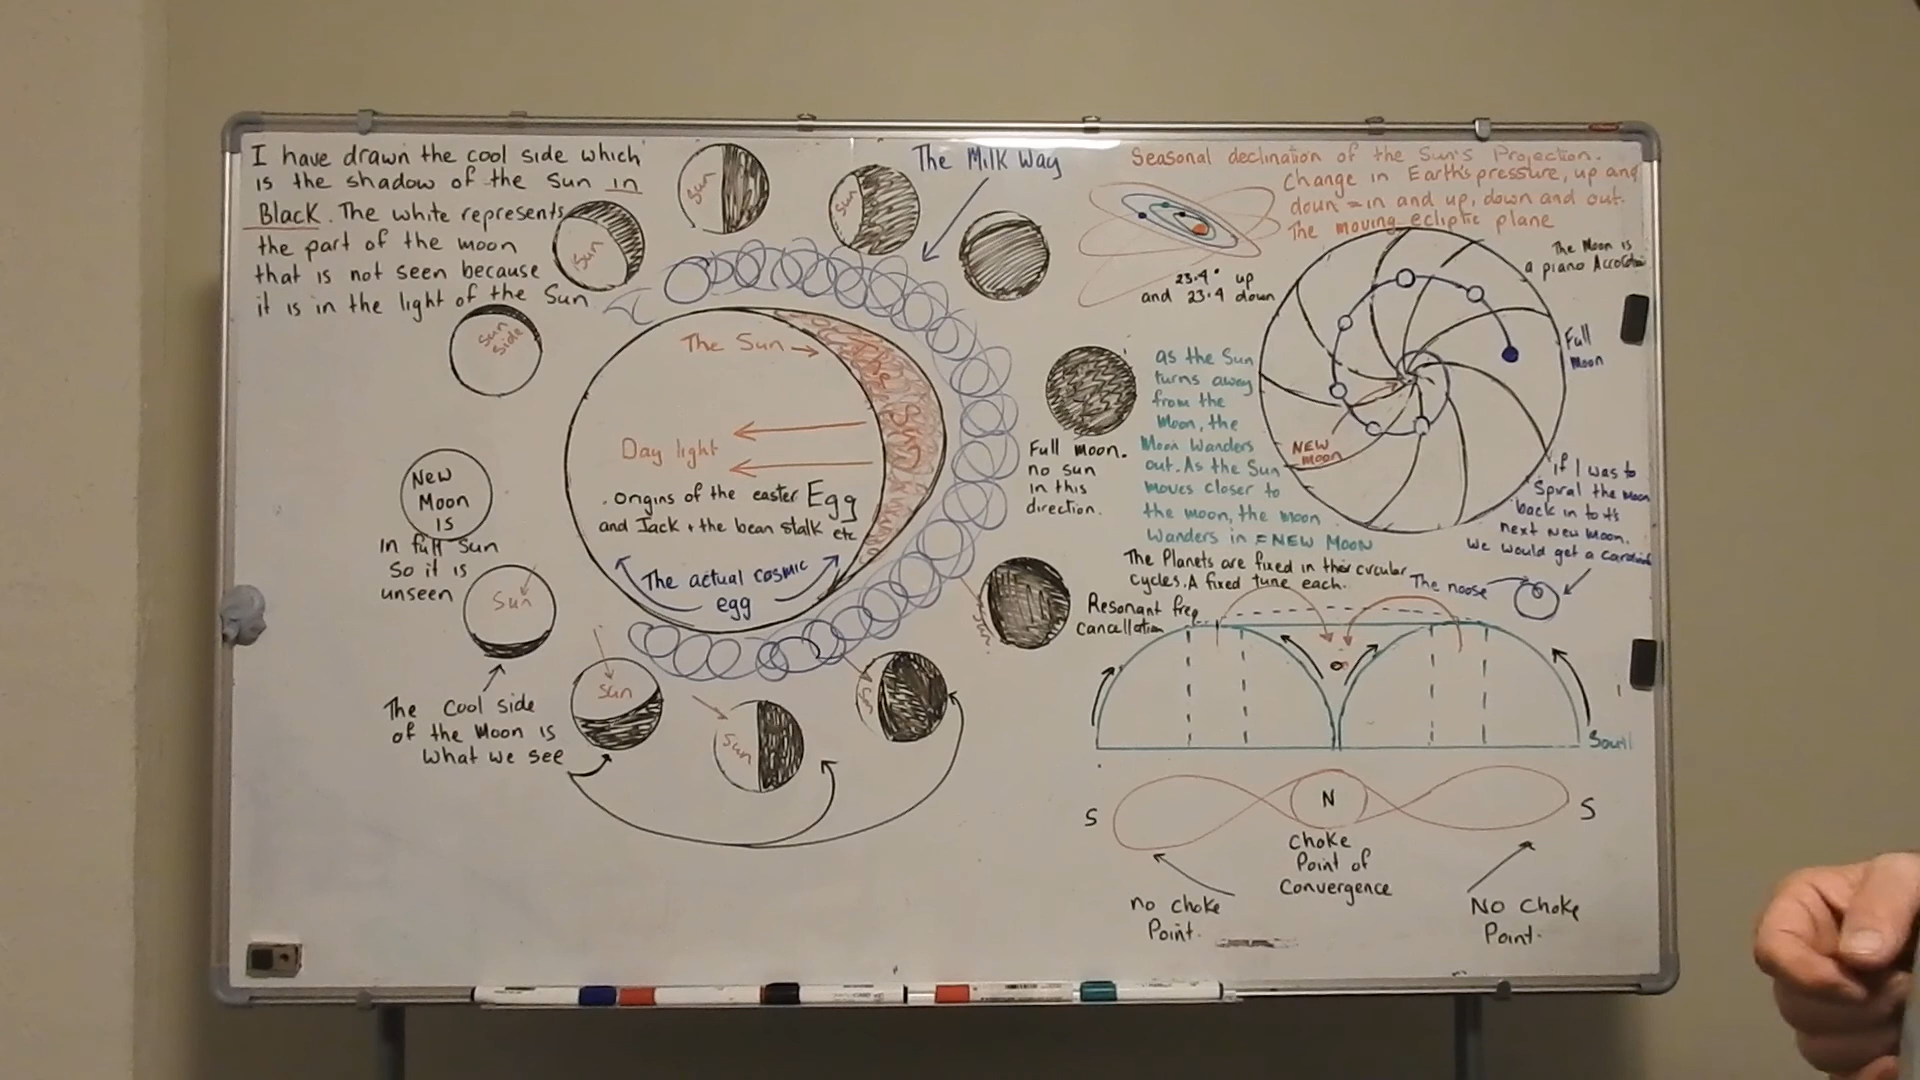 I have drawn the cool side which
is the shadow of the Sun in
Black. The white represents
the part of the moon
that is not seen because
it is in the light of the Sun
Sun
Sun
Sun
Sun
side
New
Moon
is
In full Sun
So it is
unseen
Sun
The Cool side
of the Moon is
what we see
Sun
Sun
Sun
Sun
The Milk Way
The Sun
The Sun
Day light
. origins of the easter Egg
and Jack + the bean stalk etc
The actual cosmic
egg
Full moon.
no sun
in this
direction.
Seasonal declination of the Sun's Projection.
Change in Earth's pressure, up and
down = in and up, down and out.
The moving ecliptic plane
23.4° up
and 23.4 down
The Moon is
a piano
Full
Moon
NEW
moon
as the Sun
turns away
from the
Moon, the
Moon Wanders
out. As the Sun
moves closer to
the moon, the moon
Wanders in = NEW MOON
if I was to
Spiral the Moon
back in to it's
next New Moon.
We would get a
The Planets are fixed in their circular
cycles. A fixed tune each.
The noose
Resonant freq
Cancellation
South
S
N
S
Choke
Point of
Convergence
no choke
Point.
No Choke
Point.